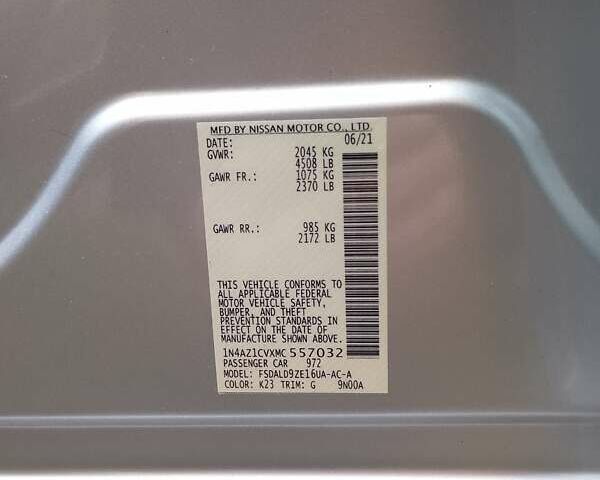 MFD BY NISSAN MOTOR CO., LTD.
DATE: 06/21
GVWR: 2045 KG
4508 LB
GAWR FR.: 1075 KG
2370 LB
GAWR RR.: 985 KG
2172 LB
THIS VEHICLE CONFORMS TO
ALL APPLICABLE FEDERAL
MOTOR VEHICLE SAFETY,
BUMPER, AND THEFT
PREVENTION STANDARDS
IN EFFECT ON THE DATE OF
MANUFACTURE SHOWN ABOVE.
1N4AZ1CVXMC 557032
PASSENGER CAR 972
MODEL: FSDALD9ZE16UA-AC-A
COLOR: K23 TRIM: G 9N00A